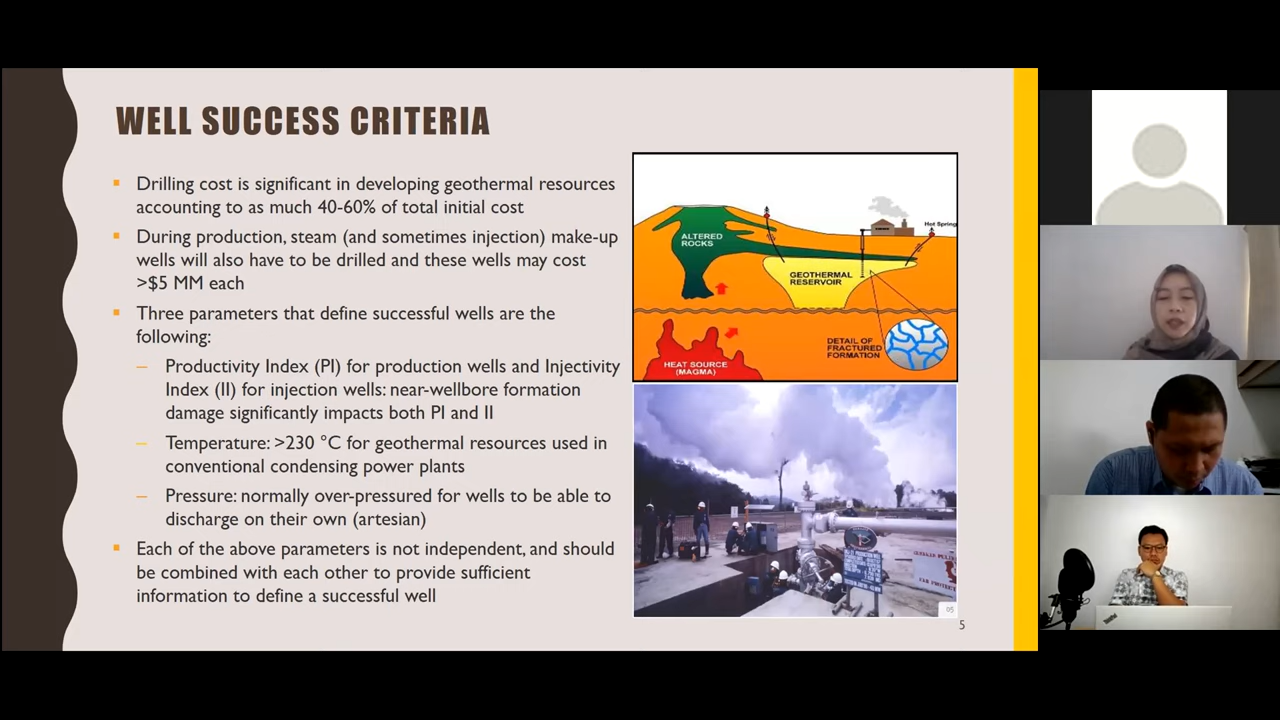 WELL SUCCESS CRITERIA
▪ Drilling cost is significant in developing geothermal resources
accounting to as much 40-60% of total initial cost
▪ During production, steam (and sometimes injection) make-up
wells will also have to be drilled and these wells may cost
>$5 MM each
▪ Three parameters that define successful wells are the
following:
– Productivity Index (PI) for production wells and Injectivity
Index (II) for injection wells: near-wellbore formation
damage significantly impacts both PI and II
– Temperature: >230 °C for geothermal resources used in
conventional condensing power plants
– Pressure: normally over-pressured for wells to be able to
discharge on their own (artesian)
▪ Each of the above parameters is not independent, and should
be combined with each other to provide sufficient
information to define a successful well
Hot Spring
ALTERED
ROCKS
GEOTHERMAL
RESERVOIR
DETAIL OF
FRACTURED
FORMATION
HEAT SOURCE
(MAGMA)
05
5